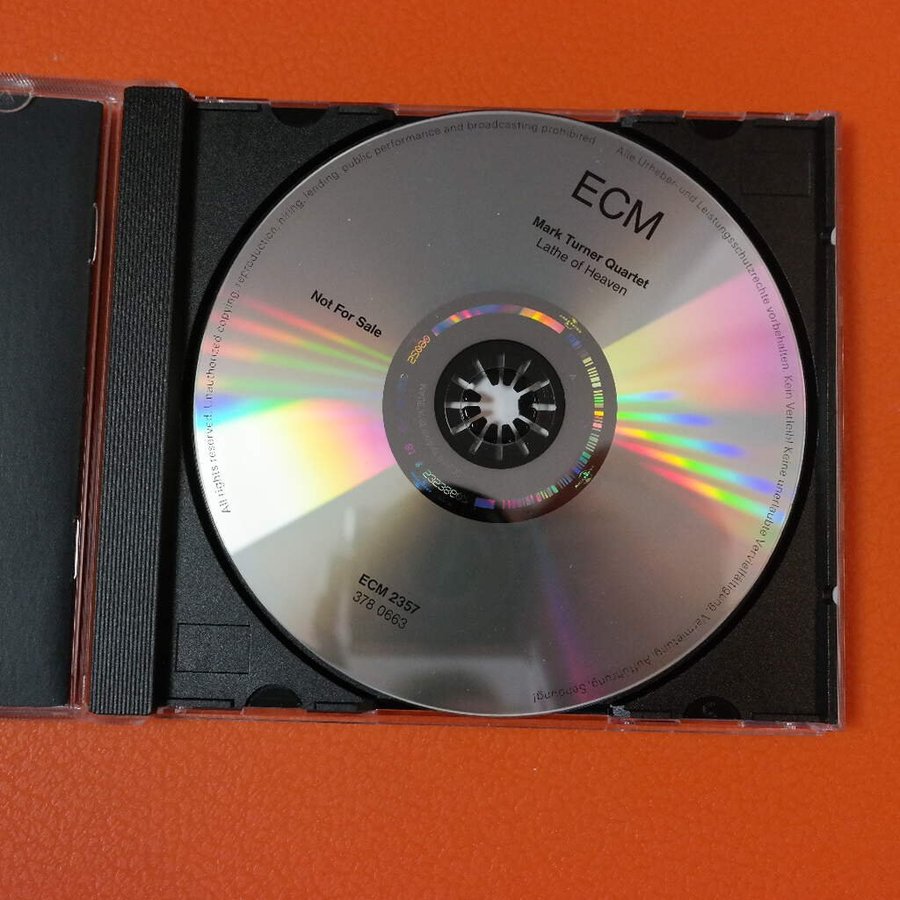 ECM
Mark Turner Quartet
Lathe of Heaven
Not For Sale
ECM 2357
378 0663
All rights reserved. Unauthorized copying, reproduction, hiring, lending, public performance and broadcasting prohibited
Alle Urheber- und Leistungsschutzrechte vorbehalten. Kein Verleih! Keine unerlaubte Vervielfältigung, Vermietung, Aufführung, Sendung!